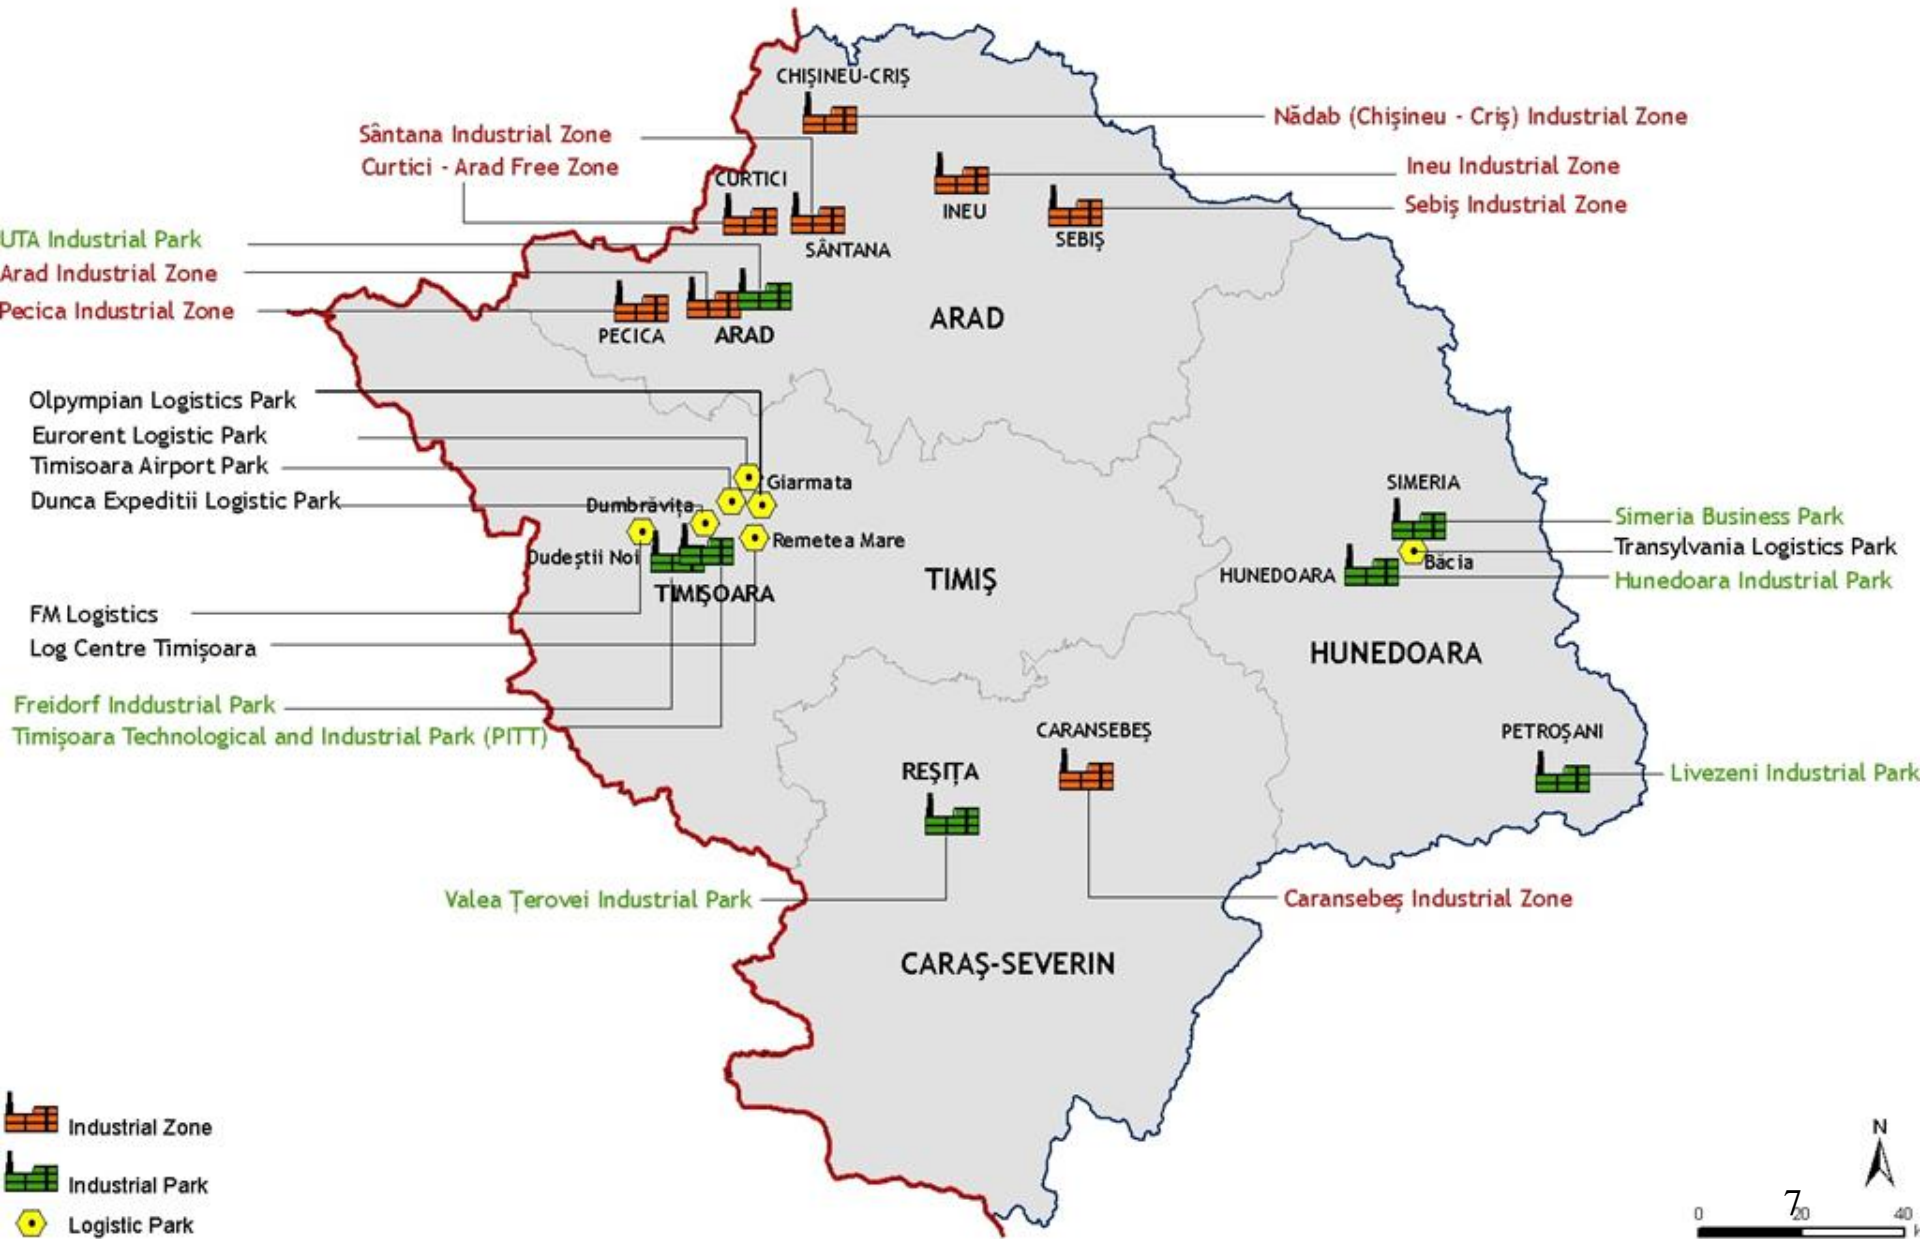 CHIŞINEU-CRIŞ
Nădab (Chişineu - Criş) Industrial Zone
Sântana Industrial Zone
Curtici - Arad Free Zone
Ineu Industrial Zone
CURTICI
Sebiş Industrial Zone
INEU
SEBIŞ
SÂNTANA
UTA Industrial Park
Arad Industrial Zone
Pecica Industrial Zone
PECICA
ARAD
ARAD
Olpympian Logistics Park
Eurorent Logistic Park
Timisoara Airport Park
Dunca Expeditii Logistic Park
Giarmata
Dumbrăviţa
Remetea Mare
Dudeştii Noi
TIMIŞOARA
TIMIŞ
SIMERIA
Simeria Business Park
Transylvania Logistics Park
Băcia
HUNEDOARA
Hunedoara Industrial Park
FM Logistics
Log Centre Timişoara
HUNEDOARA
Freidorf Inddustrial Park
Timişoara Technological and Industrial Park (PITT)
CARANSEBEŞ
PETROŞANI
REŞIŢA
Livezeni Industrial Park
Valea Ţerovei Industrial Park
Caransebeş Industrial Zone
CARAŞ-SEVERIN
Industrial Zone
Industrial Park
Logistic Park
N
7
0 20 40